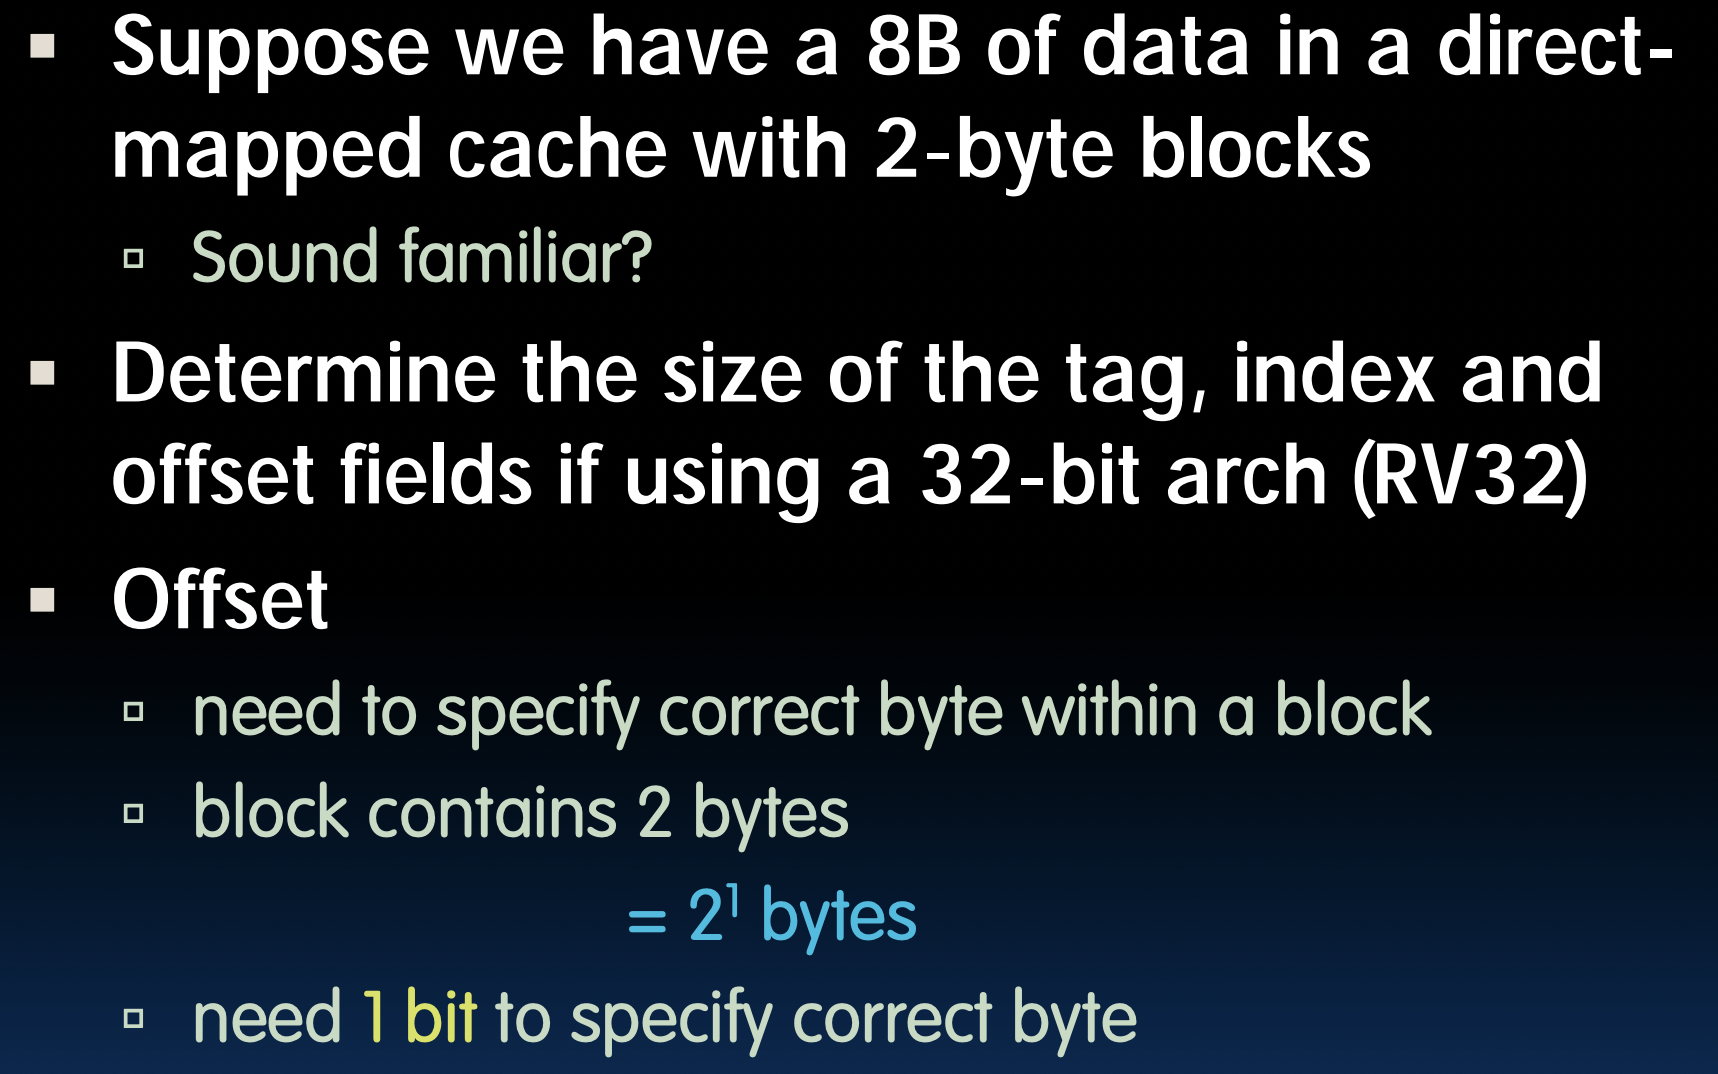 Suppose we have a 8B of data in a direct-
mapped cache with 2-byte blocks
Sound familiar?
Determine the size of the tag, index and
offset fields if using a 32-bit arch (RV32)
Offset
need to specify correct byte within a block
block contains 2 bytes
= 2¹ bytes
need 1 bit to specify correct byte